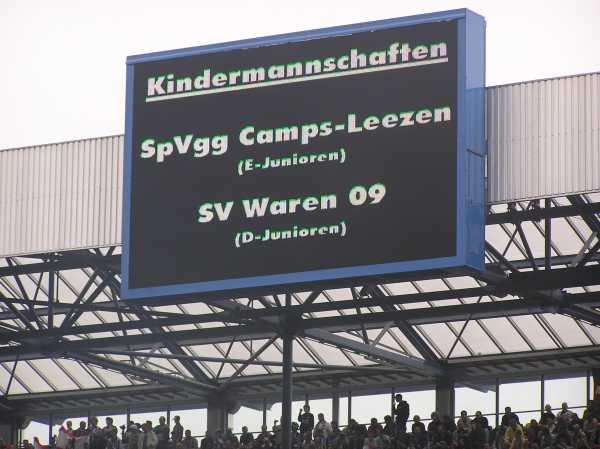 Kindermannschaften
SpVgg Camps-Leezen
(E-Junioren)
SV Waren 09
(D-Junioren)